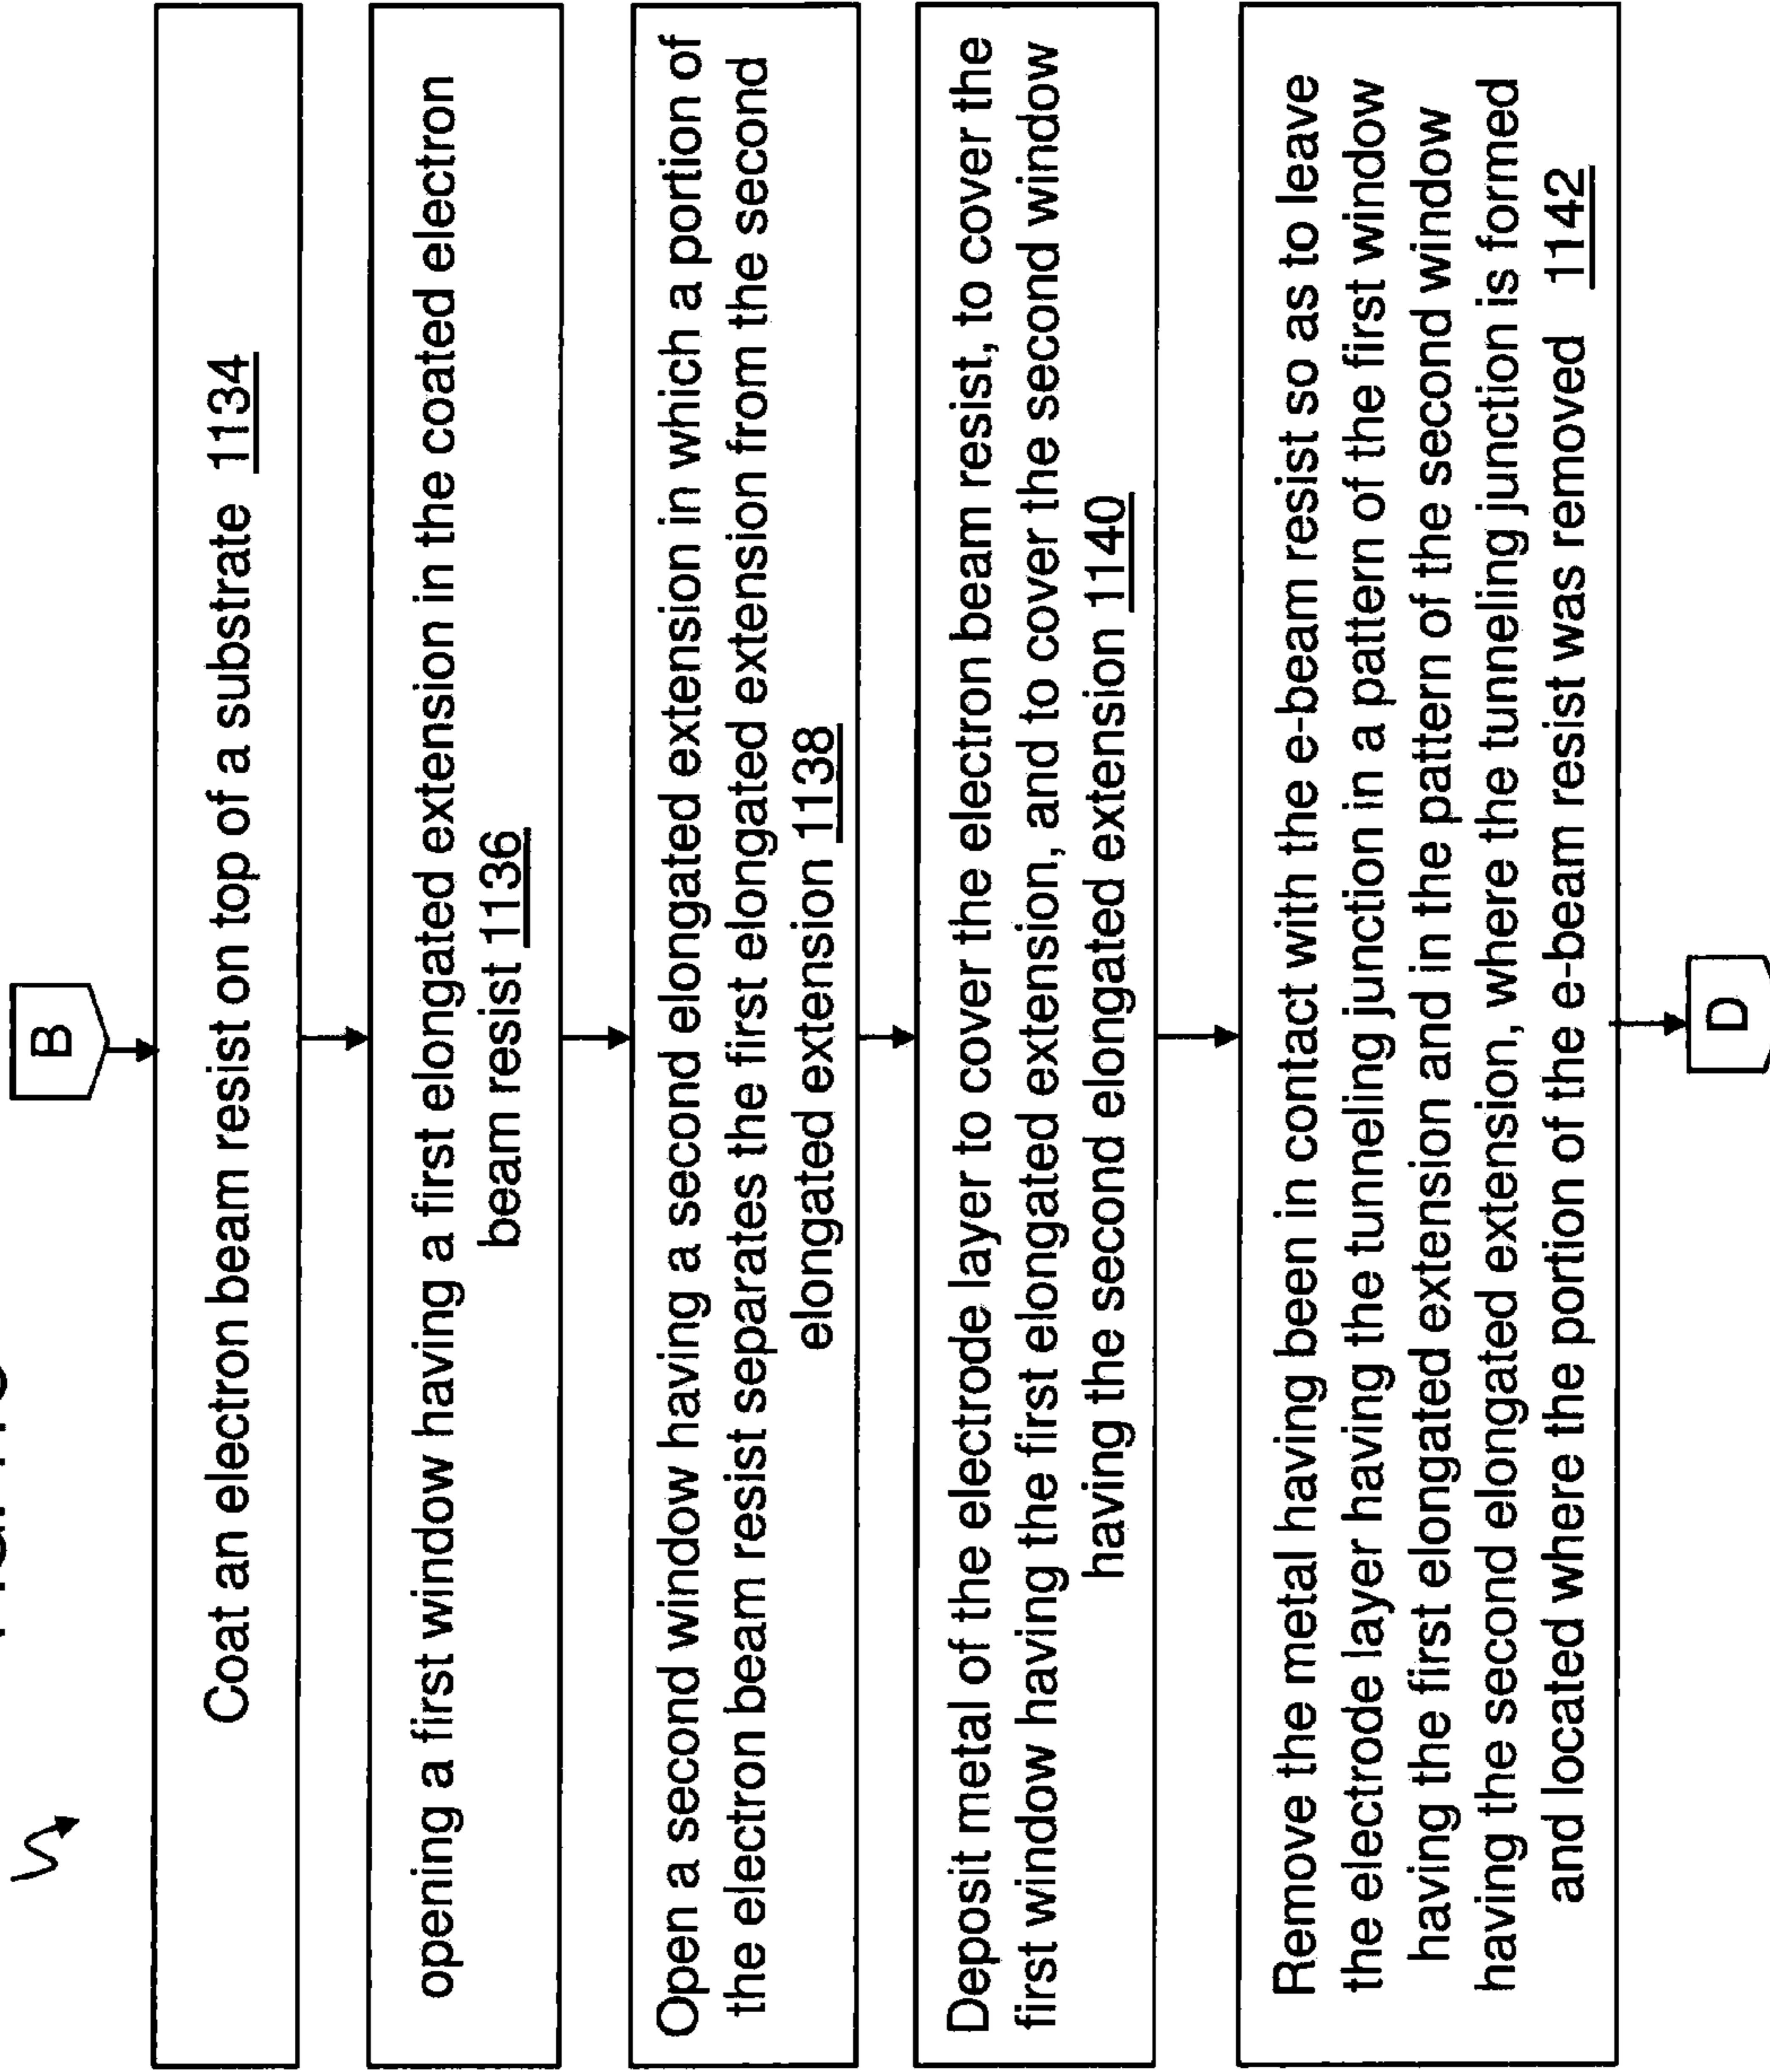 B
Coat an electron beam resist on top of a substrate 1134
opening a first window having a first elongated extension in the coated electron
beam resist 1136
Open a second window having a second elongated extension in which a portion of
the electron beam resist separates the first elongated extension from the second
elongated extension 1138
Deposit metal of the electrode layer to cover the electron beam resist, to cover the
first window having the first elongated extension, and to cover the second window
having the second elongated extension 1140
Remove the metal having been in contact with the e-beam resist so as to leave
the electrode layer having the tunneling junction in a pattern of the first window
having the first elongated extension and in the pattern of the second window
having the second elongated extension, where the tunneling junction is formed
and located where the portion of the e-beam resist was removed 1142
D